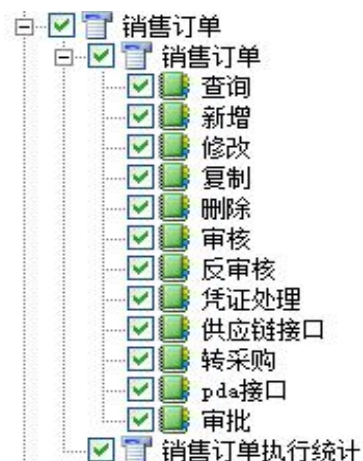 销售订单
销售订单
查询
新增
修改
复制
删除
审核
反审核
凭证处理
供应链接口
转采购
pda接口
审批
销售订单执行统计